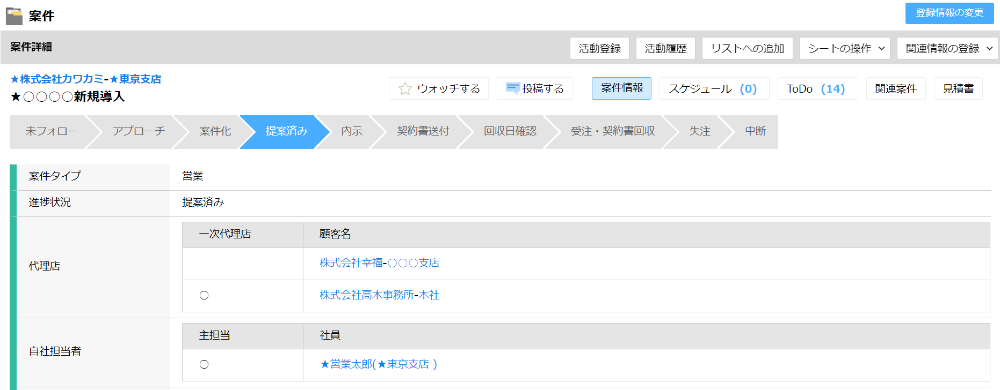 案件
登録情報の変更
案件詳細
活動登録
活動履歴
リストへの追加
シートの操作
関連情報の登録
★株式会社カワカミ-★東京支店
★○○○○新規導入
ウォッチする
投稿する
案件情報
スケジュール (0)
ToDo (14)
関連案件
見積書
未フォロー
アプローチ
案件化
提案済み
内示
契約書送付
回収日確認
受注・契約書回収
失注
中断
案件タイプ
営業
進捗状況
提案済み
代理店
一次代理店
顧客名
株式会社幸福-○○○支店
○
株式会社高木事務所-本社
自社担当者
主担当
社員
○
★営業太郎(★東京支店 )